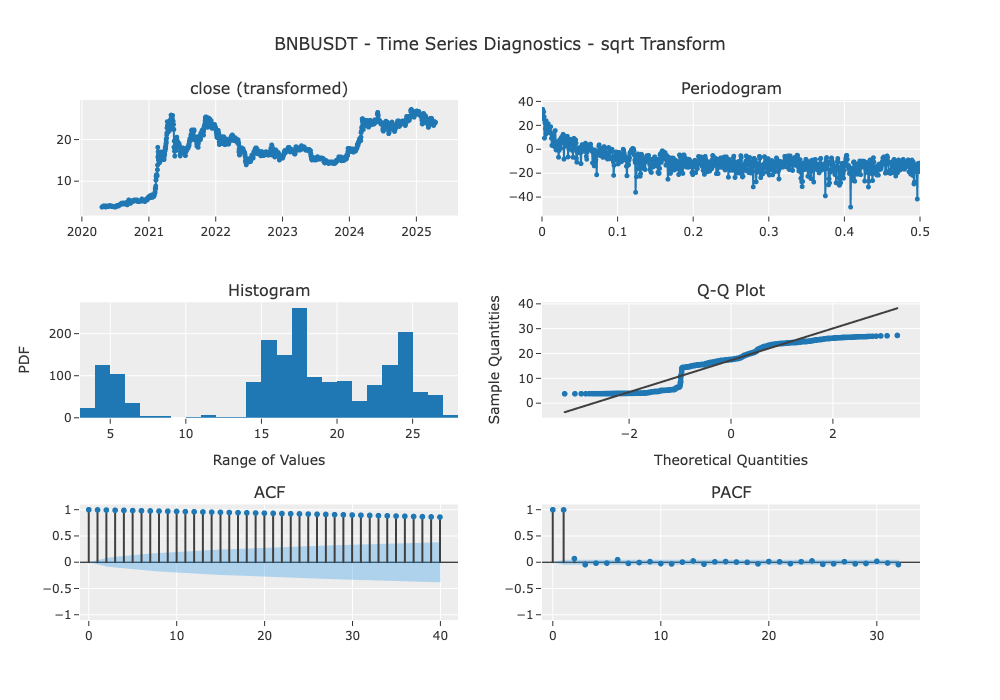 BNBUSDT - Time Series Diagnostics - sqrt Transform
close (transformed)
20
10
2020 2021 2022 2023 2024 2025
Periodogram
40
20
0
−20
−40
0 0.1 0.2 0.3 0.4 0.5
Histogram
PDF
200
100
0
5 10 15 20 25
Range of Values
Q-Q Plot
Sample Quantities
40
30
20
10
0
−2 0 2
Theoretical Quantities
ACF
1
0.5
0
−0.5
−1
0 10 20 30 40
PACF
1
0.5
0
−0.5
−1
0 10 20 30